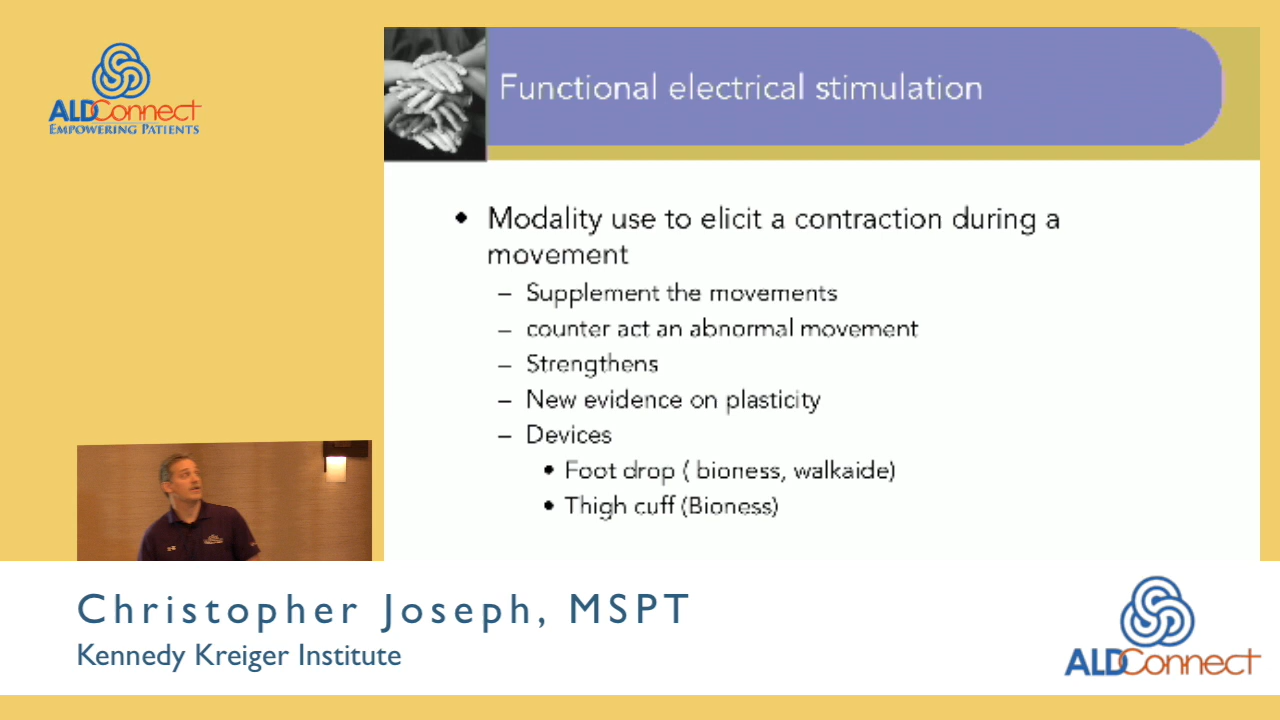 ALDConnect
EMPOWERING PATIENTS
Functional electrical stimulation
• Modality use to elicit a contraction during a
movement
– Supplement the movements
– counter act an abnormal movement
– Strengthens
– New evidence on plasticity
– Devices
• Foot drop ( bioness, walkaide)
• Thigh cuff (Bioness)
Christopher Joseph, MSPT
Kennedy Kreiger Institute
ALDConnect